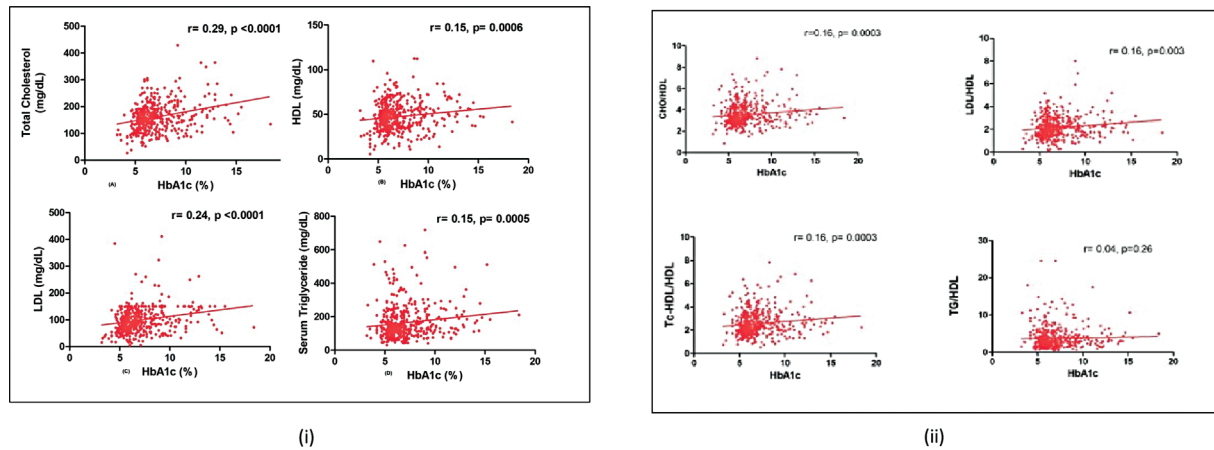 r= 0.29, p <0.0001
Total Cholesterol
(mg/dL)
500
400
300
200
100
0
5
10
15
(A)
HbA1c (%)
r= 0.15, p= 0.0006
HDL
(mg/dL)
150
100
50
0
0
5
10
15
20
(B)
HbA1c (%)
r= 0.24, p <0.0001
LDL
(mg/dL)
500
400
300
200
100
0
0
5
10
15
20
(C)
HbA1c (%)
r= 0.15, p= 0.0005
Serum Triglyceride (mg/dL)
800
600
400
200
0
0
5
10
15
20
(D)
HbA1c (%)
(i)
r=0.16, p= 0.0003
CHO/HDL
10
8
6
4
2
0
0
5
10
15
20
HbA1c
r= 0.16, p=0.003
LDL/HDL
10
8
6
4
2
0
0
5
10
15
20
HbA1c
r= 0.16, p= 0.0003
Tc-HDL/HDL
10
8
6
4
2
0
0
5
10
15
20
HbA1c
r= 0.04, p=0.26
TG/HDL
30
20
10
0
0
5
10
15
20
HbA1c
(ii)